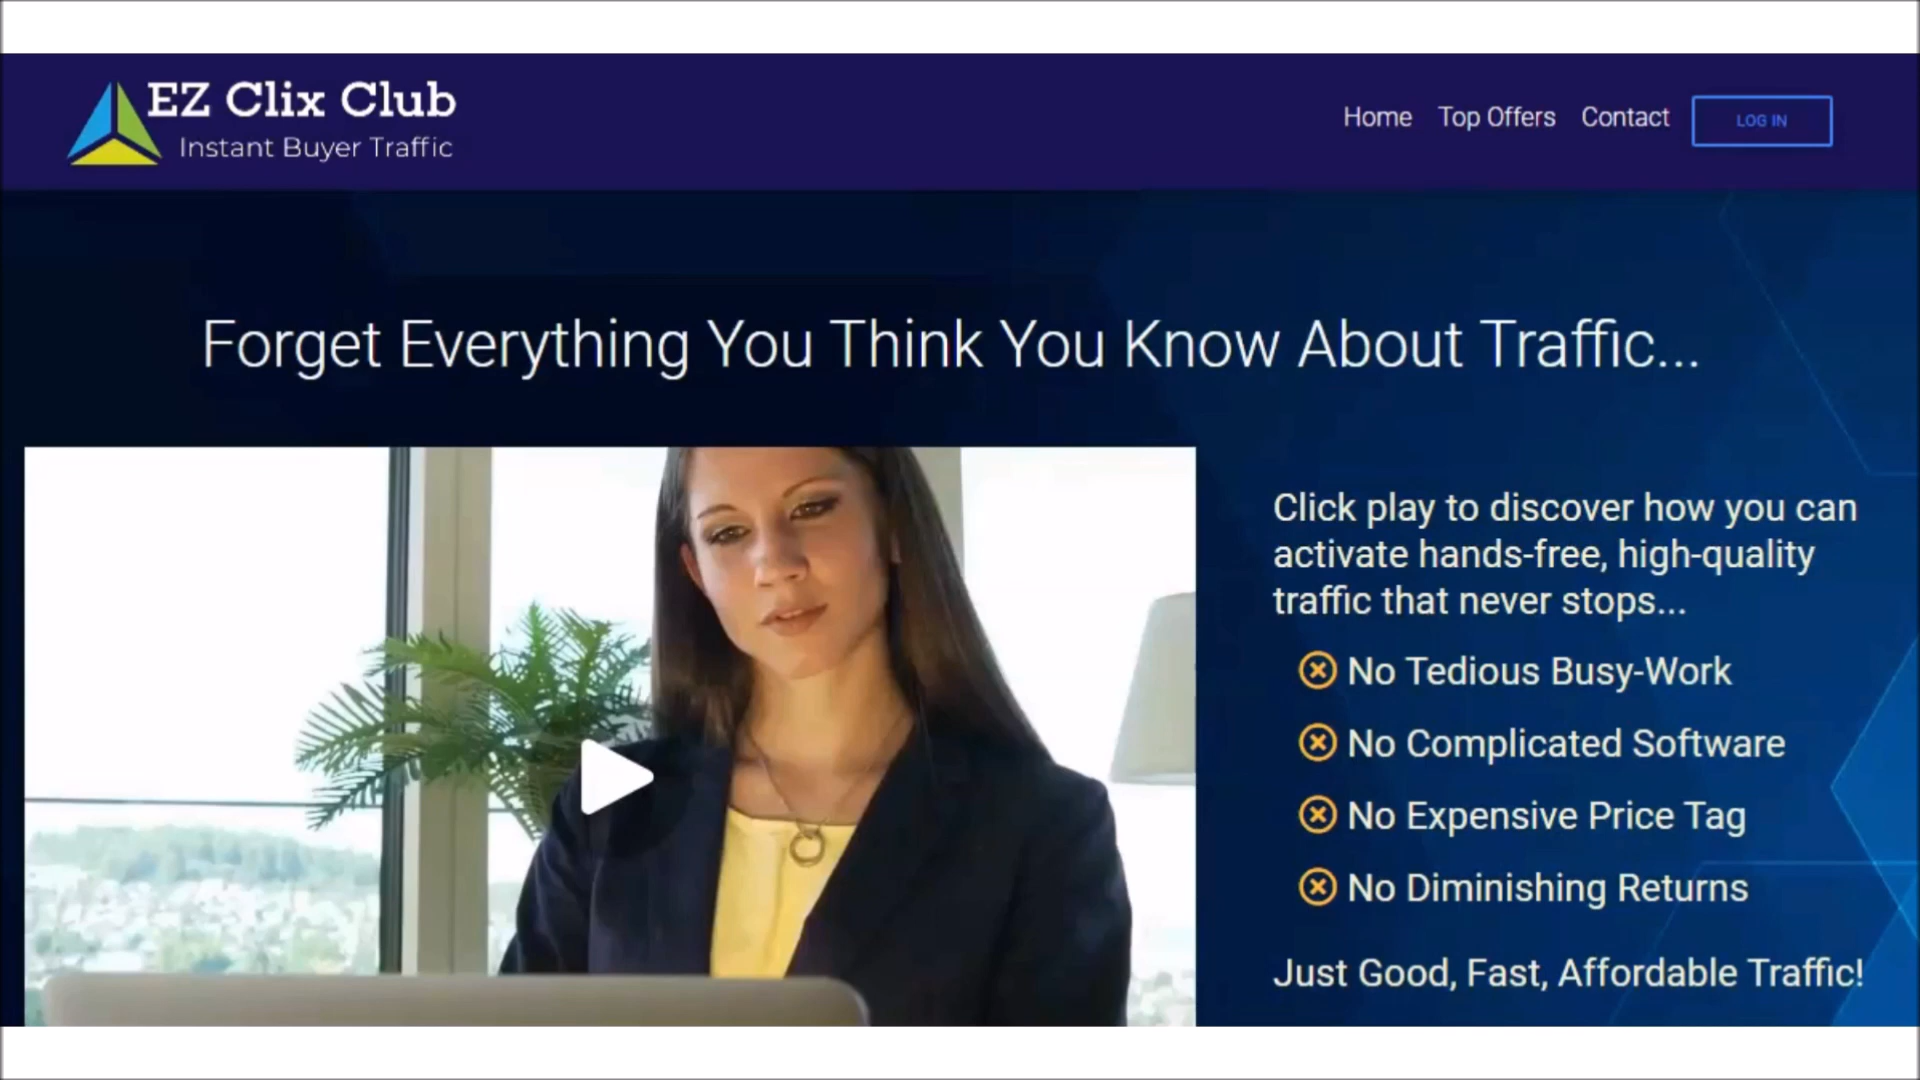 EZ Clix Club
Instant Buyer Traffic
Home Top Offers Contact LOG IN
Forget Everything You Think You Know About Traffic...
Click play to discover how you can
activate hands-free, high-quality
traffic that never stops...
No Tedious Busy-Work
No Complicated Software
No Expensive Price Tag
No Diminishing Returns
Just Good, Fast, Affordable Traffic!